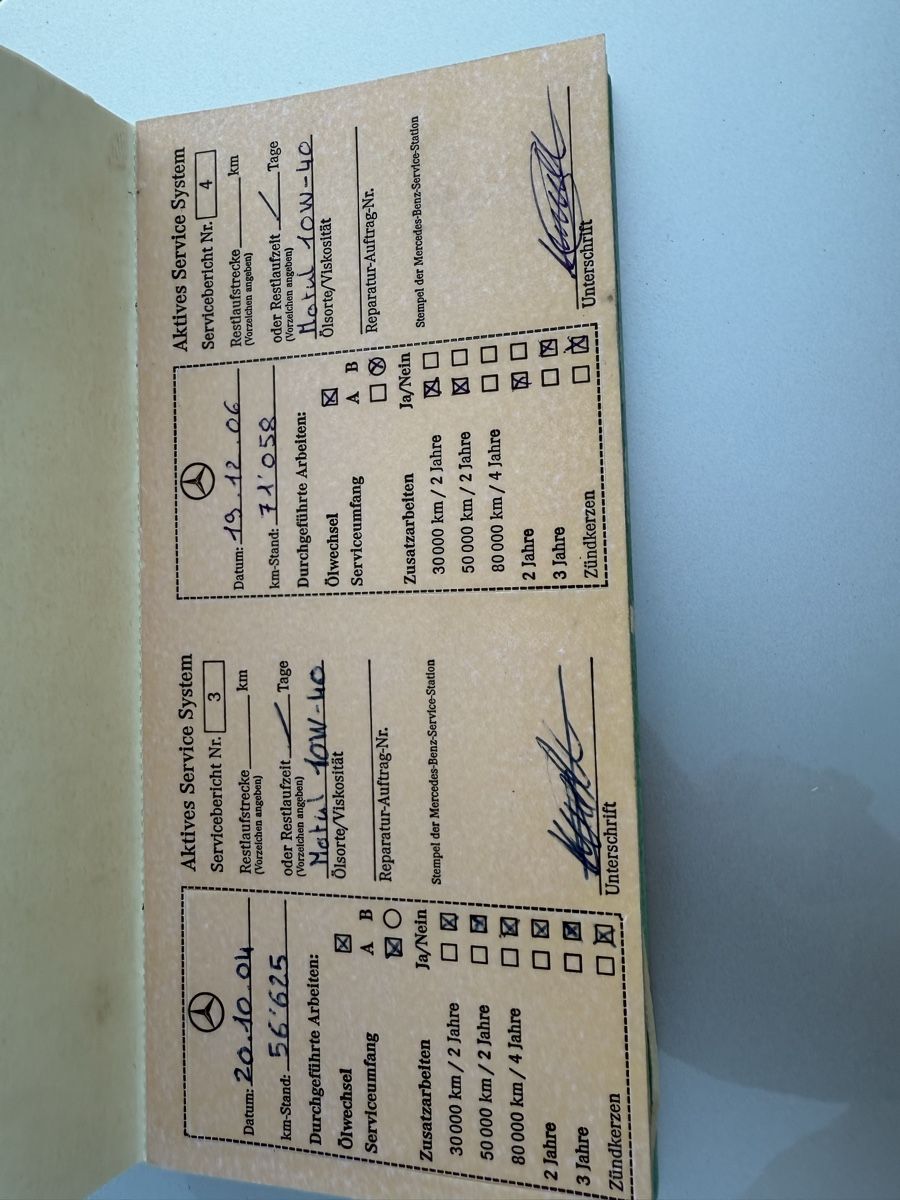 Datum: 20.10.04
km-Stand: 56'625
Durchgeführte Arbeiten:
Ölwechsel ☒
Serviceumfang A ☒ B ○
Zusatzarbeiten Ja/Nein
30 000 km / 2 Jahre ☐ ☒
50 000 km / 2 Jahre ☐ ☒
80 000 km / 4 Jahre ☐ ☒
2 Jahre ☐ ☒
3 Jahre ☐ ☒
Zündkerzen ☐ ☒
Aktives Service System
Servicebericht Nr. 3
Restlaufstrecke km
(Vorzeichen angeben)
oder Restlaufzeit / Tage
(Vorzeichen angeben)
Motul 10W-40
Ölsorte/Viskosität
Reparatur-Auftrag-Nr.
Stempel der Mercedes-Benz-Service-Station
Unterschrift
Datum: 19.12.06
km-Stand: 71'058
Durchgeführte Arbeiten:
Ölwechsel ☒
Serviceumfang A ☐ B ⊗
Zusatzarbeiten Ja/Nein
30 000 km / 2 Jahre ☒ ☐
50 000 km / 2 Jahre ☒ ☐
80 000 km / 4 Jahre ☐ ☐
2 Jahre ☒ ☐
3 Jahre ☐ ☒
Zündkerzen ☐ ☒
Aktives Service System
Servicebericht Nr. 4
Restlaufstrecke km
(Vorzeichen angeben)
oder Restlaufzeit / Tage
(Vorzeichen angeben)
Motul 10W-40
Ölsorte/Viskosität
Reparatur-Auftrag-Nr.
Stempel der Mercedes-Benz-Service-Station
Unterschrift